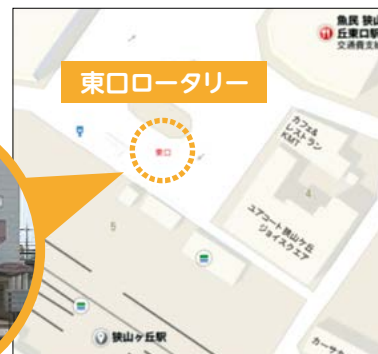 魚民 狭山
丘東口駅
交通費支給
東口ロータリー
カフェ&
レストラン
KMT
東口
ユアコート狭山ケ丘
ジョイスクエア
狭山ヶ丘駅
カーサ